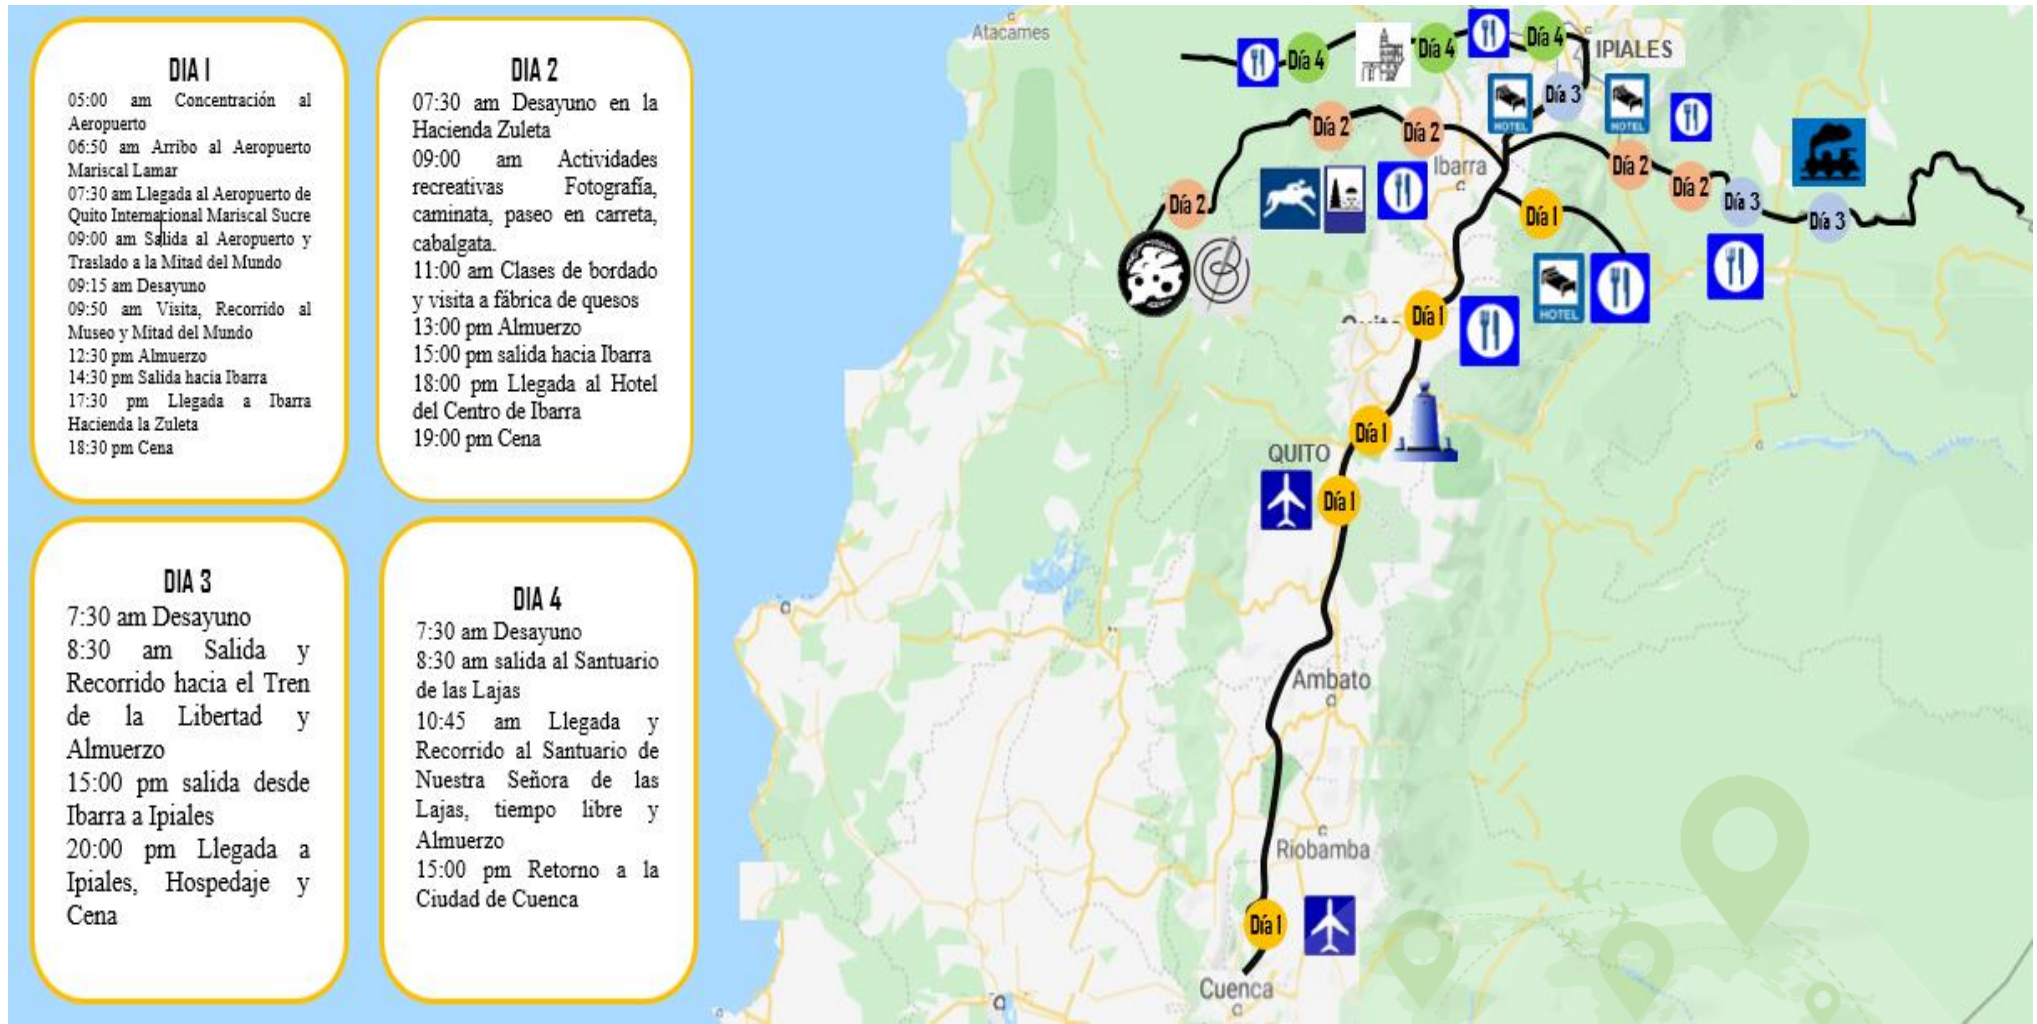 DIA 1
05:00 am Concentración al
Aeropuerto
06:50 am Arribo al Aeropuerto
Mariscal Lamar
07:30 am Llegada al Aeropuerto de
Quito Internacional Mariscal Sucre
09:00 am Salida al Aeropuerto y
Traslado a la Mitad del Mundo
09:15 am Desayuno
09:50 am Visita, Recorrido al
Museo y Mitad del Mundo
12:30 pm Almuerzo
14:30 pm Salida hacia Ibarra
17:30 pm Llegada a Ibarra
Hacienda la Zuleta
18:30 pm Cena
DIA 2
07:30 am Desayuno en la
Hacienda Zuleta
09:00 am Actividades
recreativas Fotografía,
caminata, paseo en carreta,
cabalgata.
11:00 am Clases de bordado
y visita a fábrica de quesos
13:00 pm Almuerzo
15:00 pm salida hacia Ibarra
18:00 pm Llegada al Hotel
del Centro de Ibarra
19:00 pm Cena
DIA 3
7:30 am Desayuno
8:30 am Salida y
Recorrido hacia el Tren
de la Libertad y
Almuerzo
15:00 pm salida desde
Ibarra a Ipiales
20:00 pm Llegada a
Ipiales, Hospedaje y
Cena
DIA 4
7:30 am Desayuno
8:30 am salida al Santuario
de las Lajas
10:45 am Llegada y
Recorrido al Santuario de
Nuestra Señora de las
Lajas, tiempo libre y
Almuerzo
15:00 pm Retorno a la
Ciudad de Cuenca
Atacames
Día 4
Día 4
Día 4
IPIALES
HOTEL
Día 3
HOTEL
Día 2
Día 2
Ibarra
Día 2
Día 2
Día 2
Día 3
Día 3
Día 1
HOTEL
Quito
Día 1
Día 1
QUITO
Día 1
Ambato
Riobamba
Día 1
Cuenca